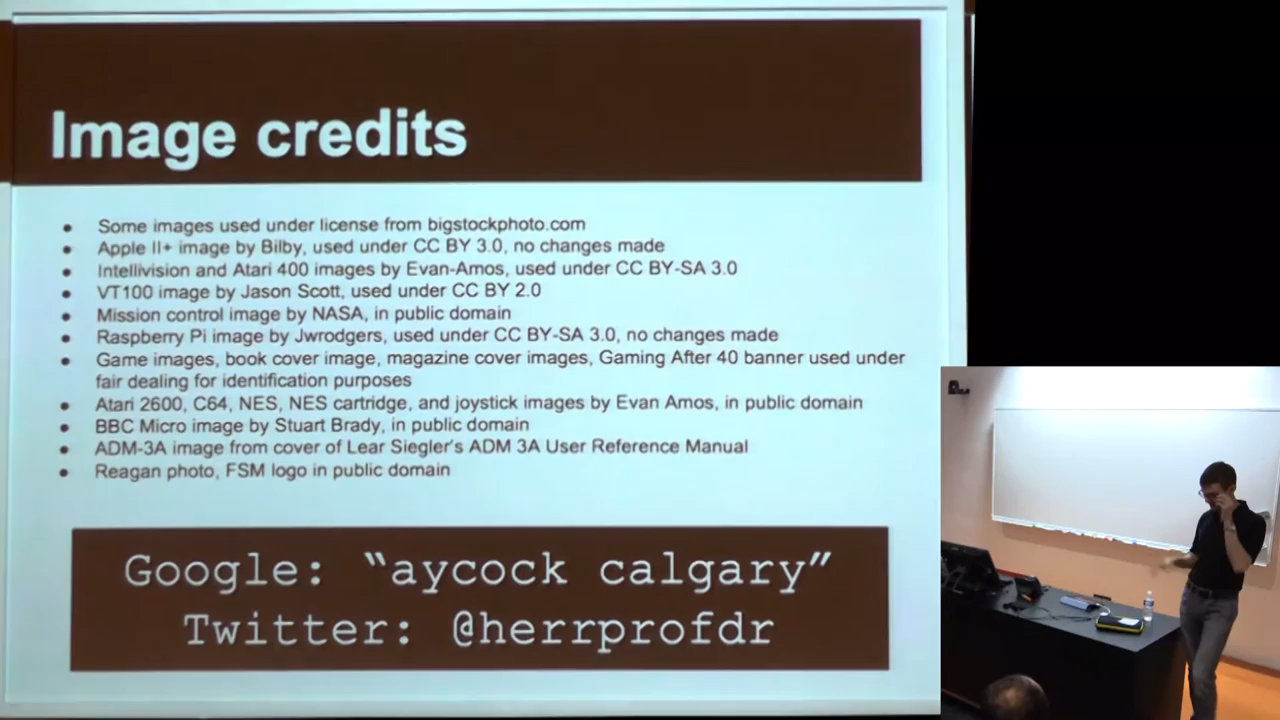 Image credits
• Some images used under license from bigstockphoto.com
• Apple II+ image by Bilby, used under CC BY 3.0, no changes made
• Intellivision and Atari 400 images by Evan-Amos, used under CC BY-SA 3.0
• VT100 image by Jason Scott, used under CC BY 2.0
• Mission control image by NASA, in public domain
• Raspberry Pi image by Jwrodgers, used under CC BY-SA 3.0, no changes made
• Game images, book cover image, magazine cover images, Gaming After 40 banner used under
fair dealing for identification purposes
• Atari 2600, C64, NES, NES cartridge, and joystick images by Evan Amos, in public domain
• BBC Micro image by Stuart Brady, in public domain
• ADM-3A image from cover of Lear Siegler's ADM 3A User Reference Manual
• Reagan photo, FSM logo in public domain
Google: “aycock calgary”
Twitter: @herrprofdr